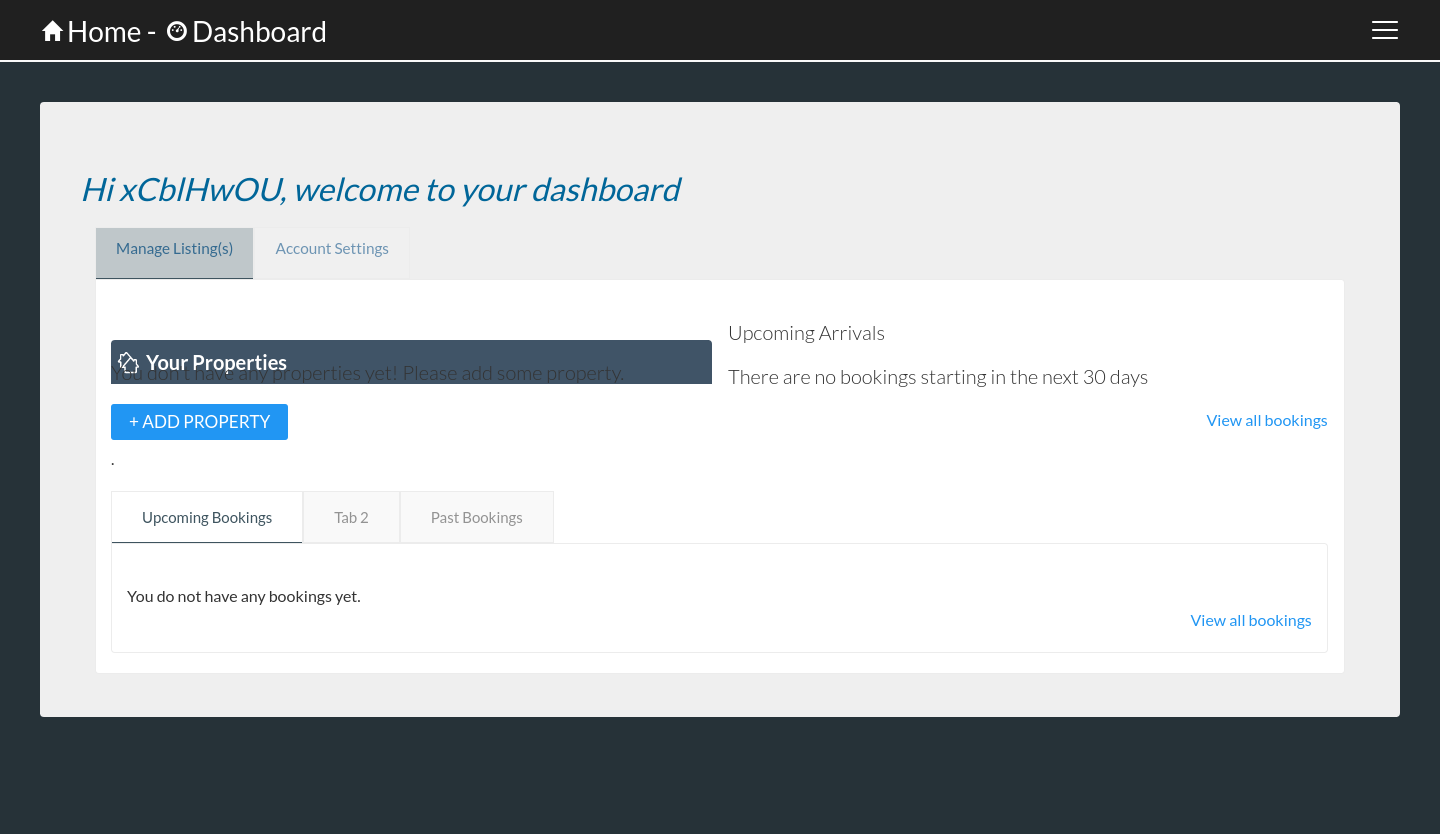 Home - Dashboard
Hi xCblHwOU, welcome to your dashboard
Manage Listing(s)
Account Settings
Your Properties
You don't have any properties yet! Please add some property.
+ ADD PROPERTY
Upcoming Arrivals
There are no bookings starting in the next 30 days
View all bookings
.
Upcoming Bookings
Tab 2
Past Bookings
You do not have any bookings yet.
View all bookings